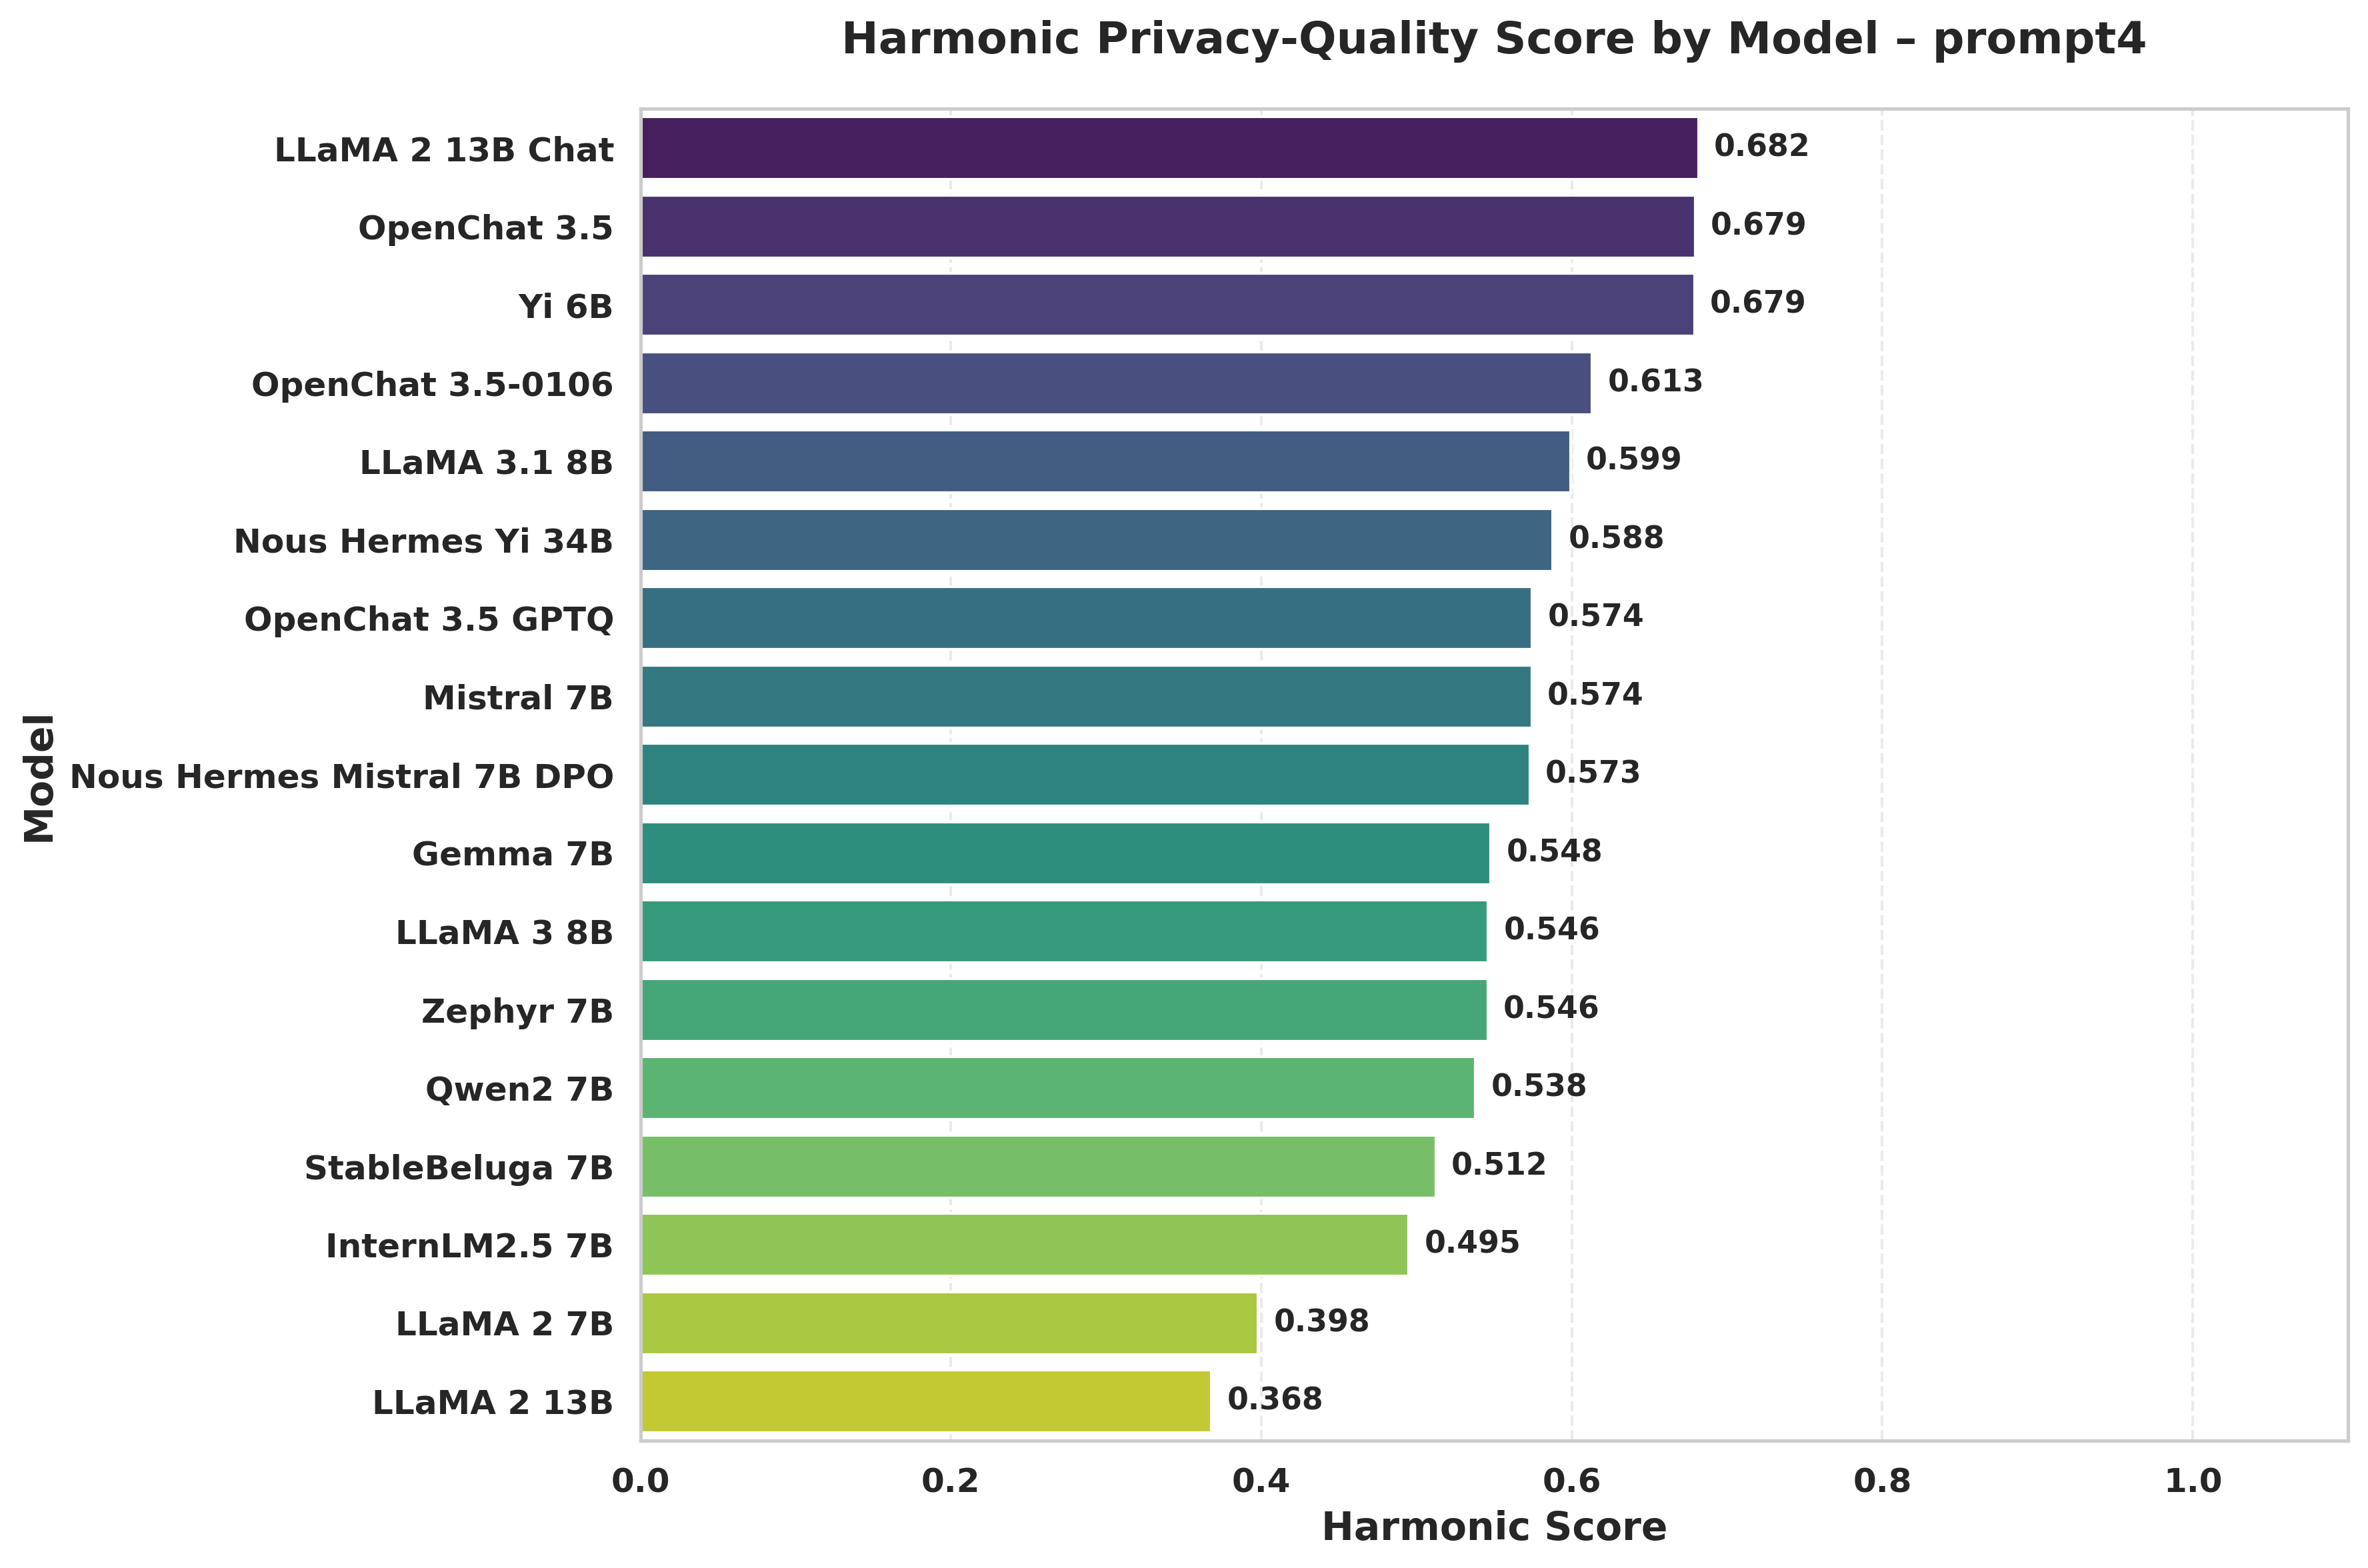 Harmonic Privacy-Quality Score by Model – prompt4
Model
LLaMA 2 13B Chat 0.682
OpenChat 3.5 0.679
Yi 6B 0.679
OpenChat 3.5-0106 0.613
LLaMA 3.1 8B 0.599
Nous Hermes Yi 34B 0.588
OpenChat 3.5 GPTQ 0.574
Mistral 7B 0.574
Nous Hermes Mistral 7B DPO 0.573
Gemma 7B 0.548
LLaMA 3 8B 0.546
Zephyr 7B 0.546
Qwen2 7B 0.538
StableBeluga 7B 0.512
InternLM2.5 7B 0.495
LLaMA 2 7B 0.398
LLaMA 2 13B 0.368
0.0 0.2 0.4 0.6 0.8 1.0
Harmonic Score